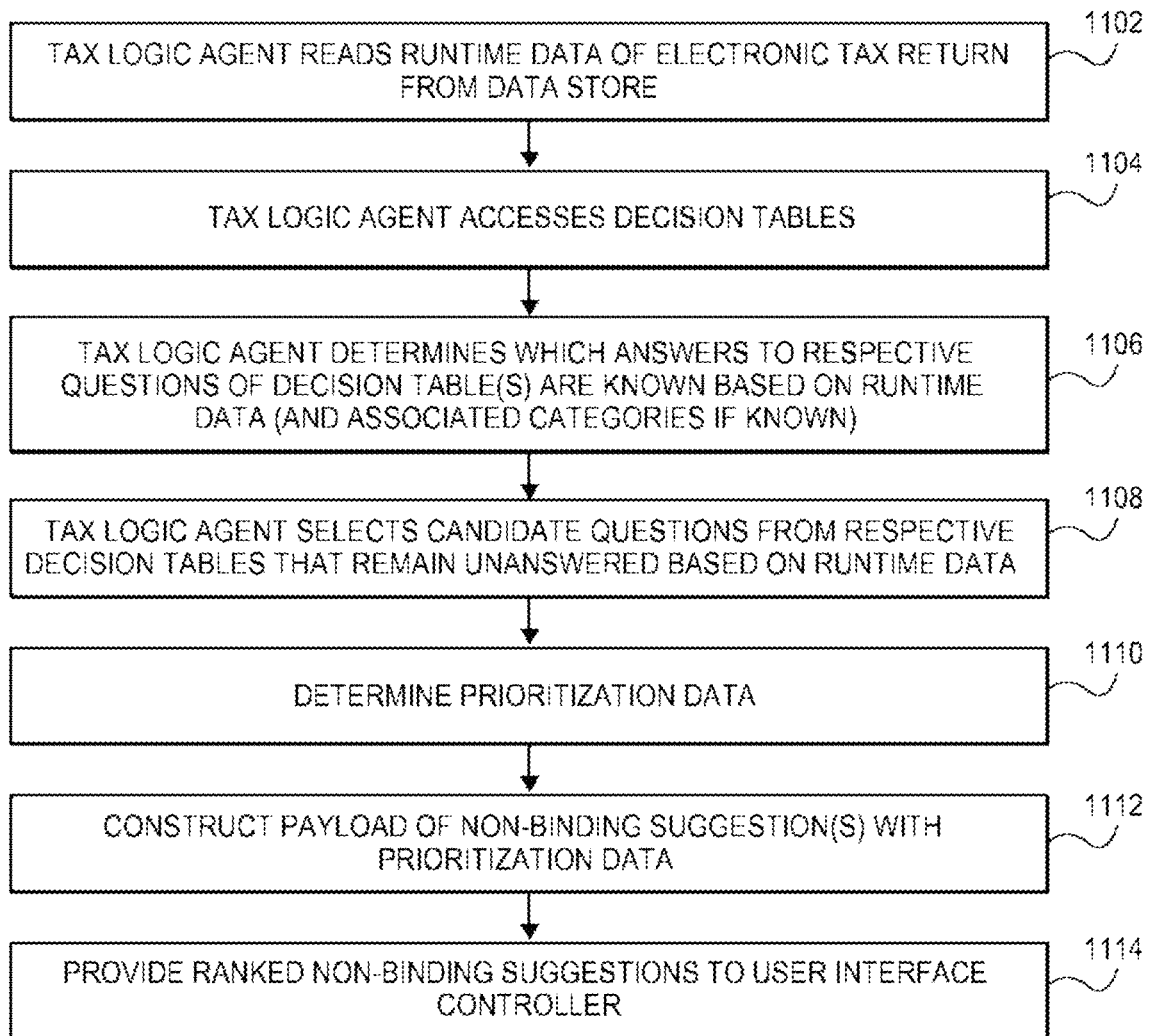 1102
TAX LOGIC AGENT READS RUNTIME DATA OF ELECTRONIC TAX RETURN
FROM DATA STORE
1104
TAX LOGIC AGENT ACCESSES DECISION TABLES
1106
TAX LOGIC AGENT DETERMINES WHICH ANSWERS TO RESPECTIVE
QUESTIONS OF DECISION TABLE(S) ARE KNOWN BASED ON RUNTIME
DATA (AND ASSOCIATED CATEGORIES IF KNOWN)
1108
TAX LOGIC AGENT SELECTS CANDIDATE QUESTIONS FROM RESPECTIVE
DECISION TABLES THAT REMAIN UNANSWERED BASED ON RUNTIME DATA
1110
DETERMINE PRIORITIZATION DATA
1112
CONSTRUCT PAYLOAD OF NON-BINDING SUGGESTION(S) WITH
PRIORITIZATION DATA
1114
PROVIDE RANKED NON-BINDING SUGGESTIONS TO USER INTERFACE
CONTROLLER